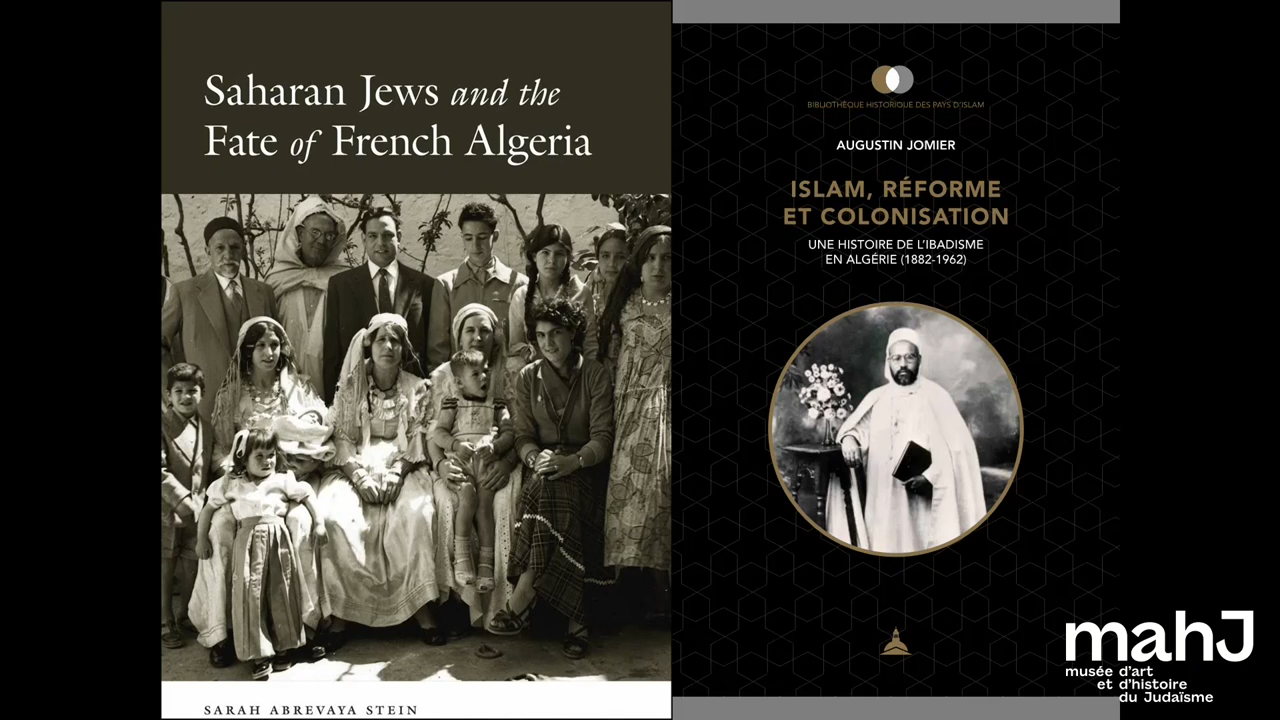 Saharan Jews and the
Fate of French Algeria
SARAH ABREVAYA STEIN
BIBLIOTHÈQUE HISTORIQUE DES PAYS D'ISLAM
AUGUSTIN JOMIER
ISLAM, RÉFORME
ET COLONISATION
UNE HISTOIRE DE L'IBADISME
EN ALGÉRIE (1882-1962)
mahJ
musée d'art
et d'histoire
du Judaïsme